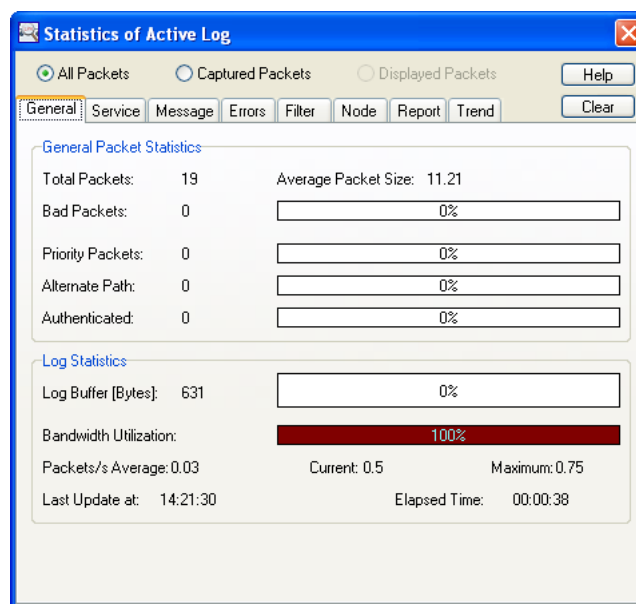 Statistics of Active Log
All Packets Captured Packets Displayed Packets Help
General Service Message Errors Filter Node Report Trend Clear
General Packet Statistics
Total Packets: 19 Average Packet Size: 11.21
Bad Packets: 0 0%
Priority Packets: 0 0%
Alternate Path: 0 0%
Authenticated: 0 0%
Log Statistics
Log Buffer [Bytes]: 631 0%
Bandwidth Utilization: 100%
Packets/s Average: 0.03 Current: 0.5 Maximum: 0.75
Last Update at: 14:21:30 Elapsed Time: 00:00:38